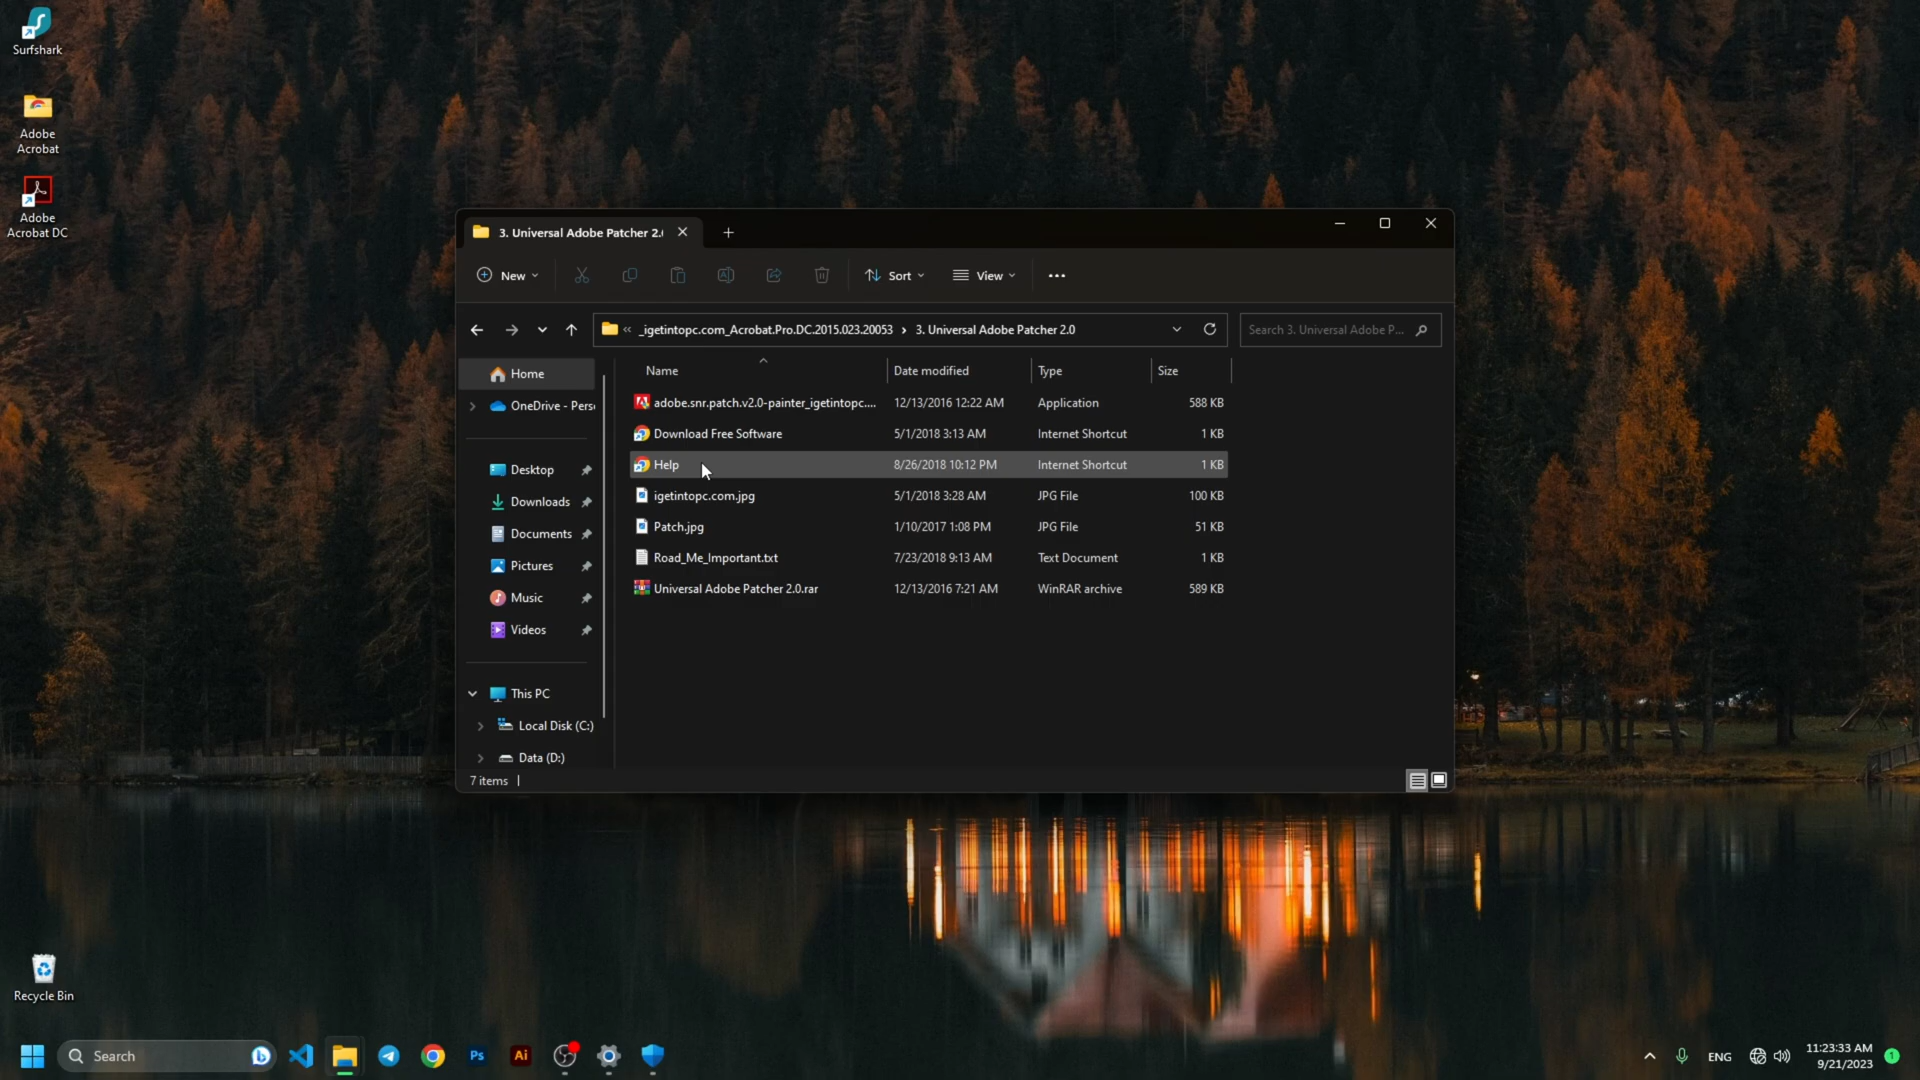 Surfshark
Adobe
Acrobat
Adobe
Acrobat DC
3. Universal Adobe Patcher 2.
New
Sort
View
« _igetintopc.com_Acrobat.Pro.DC.2015.023.20053 › 3. Universal Adobe Patcher 2.0
Search 3. Universal Adobe P...
Name Date modified Type Size
Home
OneDrive - Pers
Desktop
Downloads
Documents
Pictures
Music
Videos
This PC
Local Disk (C:)
Data (D:)
adobe.snr.patch.v2.0-painter_igetintopc.... 12/13/2016 12:22 AM Application 588 KB
Download Free Software 5/1/2018 3:13 AM Internet Shortcut 1 KB
Help 8/26/2018 10:12 PM Internet Shortcut 1 KB
igetintopc.com.jpg 5/1/2018 3:28 AM JPG File 100 KB
Patch.jpg 1/10/2017 1:08 PM JPG File 51 KB
Road_Me_Important.txt 7/23/2018 9:13 AM Text Document 1 KB
Universal Adobe Patcher 2.0.rar 12/13/2016 7:21 AM WinRAR archive 589 KB
7 items
Recycle Bin
Search
Ps
Ai
ENG
11:23:33 AM
9/21/2023
1